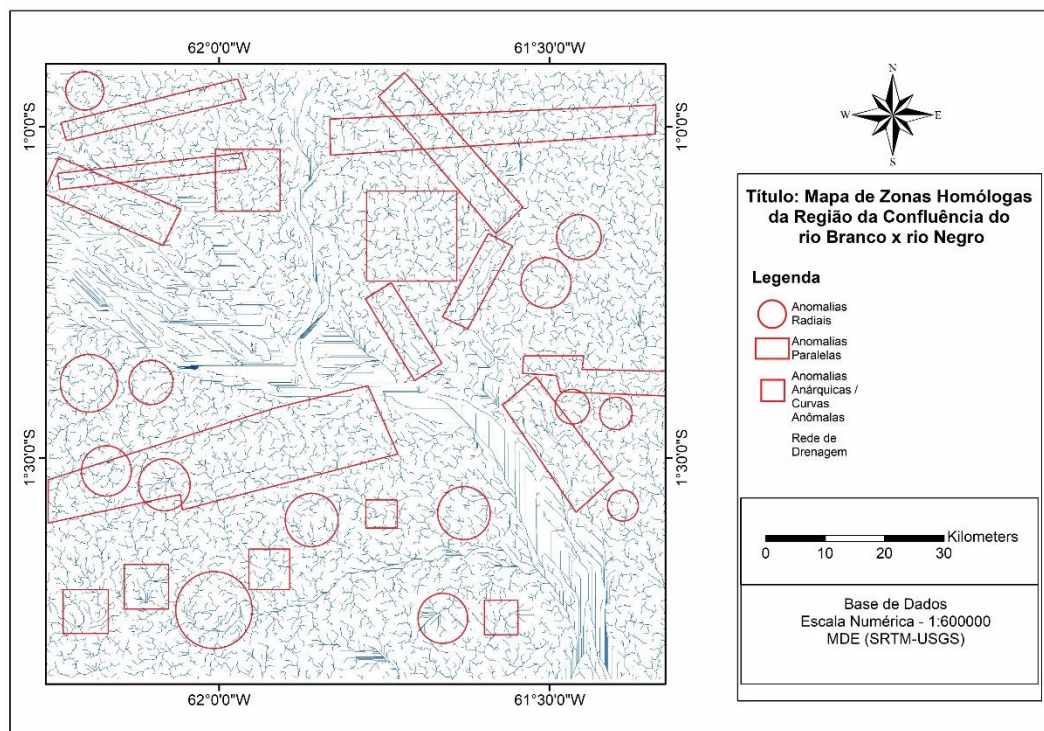 62°0'0"W
61°30'0"W
1°0'0"S
1°0'0"S
1°30'0"S
1°30'0"S
62°0'0"W
61°30'0"W
N
W
E
S
Título: Mapa de Zonas Homólogas
da Região da Confluência do
rio Branco x rio Negro
Legenda
Anomalias
Radiais
Anomalias
Paralelas
Anomalias
Anárquicas /
Curvas
Anômalas
Rede de
Drenagem
Kilometers
0 10 20 30
Base de Dados
Escala Numérica - 1:600000
MDE (SRTM-USGS)